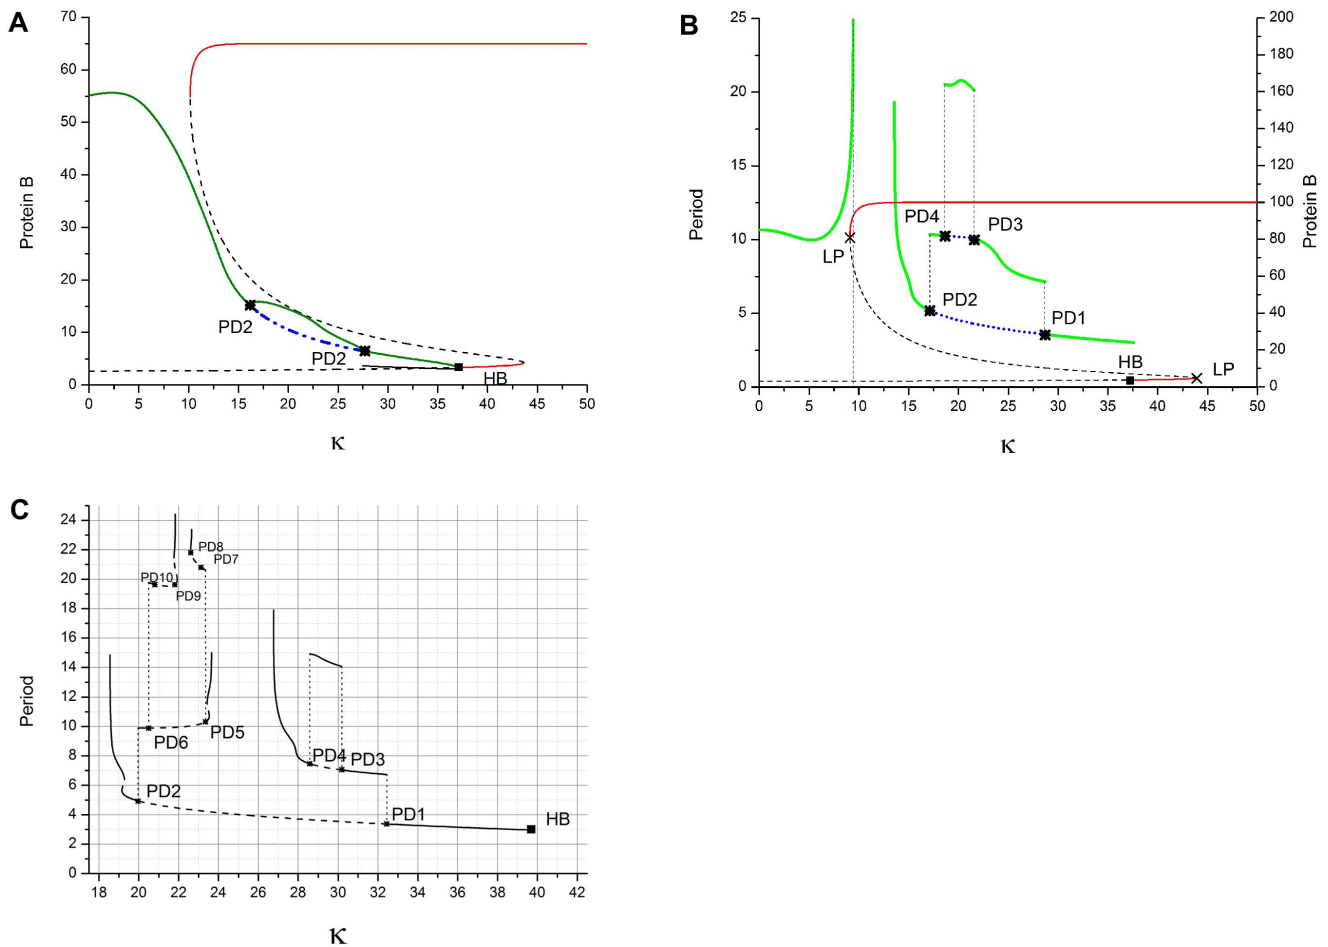 A
70
60
50
40
30
20
10
0
Protein B
PD2
PD2
HB
0 5 10 15 20 25 30 35 40 45 50
κ
B
25
20
15
10
5
0
Period
200
180
160
140
120
100
80
60
40
20
0
Protein B
PD4
PD3
LP
PD2
PD1
HB
LP
0 5 10 15 20 25 30 35 40 45 50
κ
C
24
22
20
18
16
14
12
10
8
6
4
2
0
Period
PD8
PD7
PD10
PD9
PD5
PD6
PD4
PD3
PD2
PD1
HB
18 20 22 24 26 28 30 32 34 36 38 40 42
κ